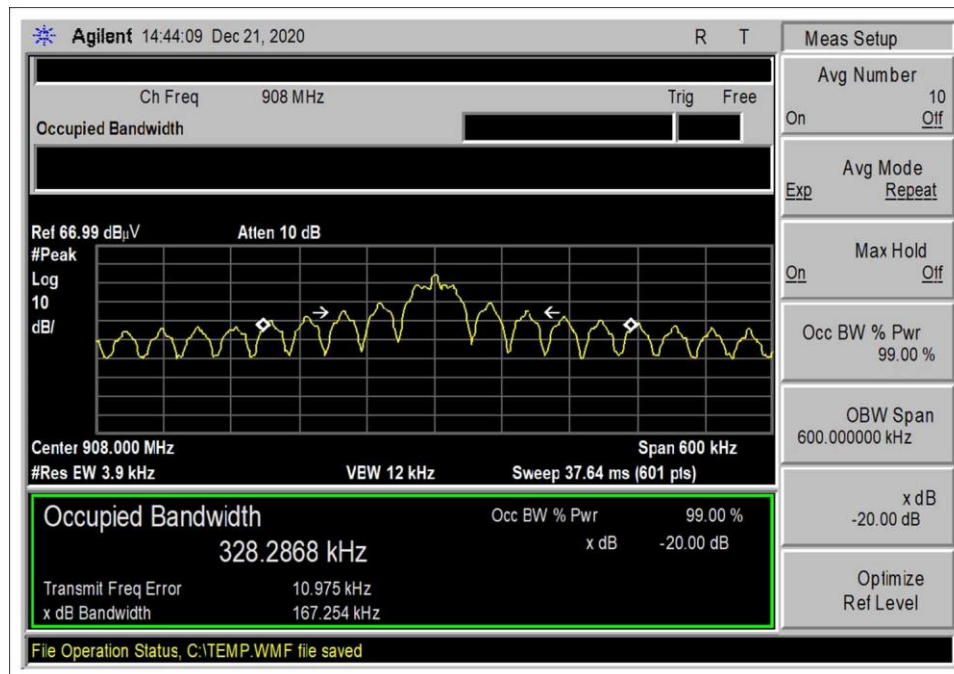 Agilent 14:44:09 Dec 21, 2020 R T
Meas Setup
Ch Freq 908 MHz Trig Free
Occupied Bandwidth
Avg Number
10
On Off
Avg Mode
Exp Repeat
Ref 66.99 dBμV Atten 10 dB
#Peak
Log
10
dB/
Max Hold
On Off
Occ BW % Pwr
99.00 %
Center 908.000 MHz Span 600 kHz
#Res EW 3.9 kHz VEW 12 kHz Sweep 37.64 ms (601 pts)
OBW Span
600.000000 kHz
Occupied Bandwidth Occ BW % Pwr 99.00 %
328.2868 kHz x dB -20.00 dB
Transmit Freq Error 10.975 kHz
x dB Bandwidth 167.254 kHz
x dB
-20.00 dB
Optimize
Ref Level
File Operation Status, C:\TEMP.WMF file saved